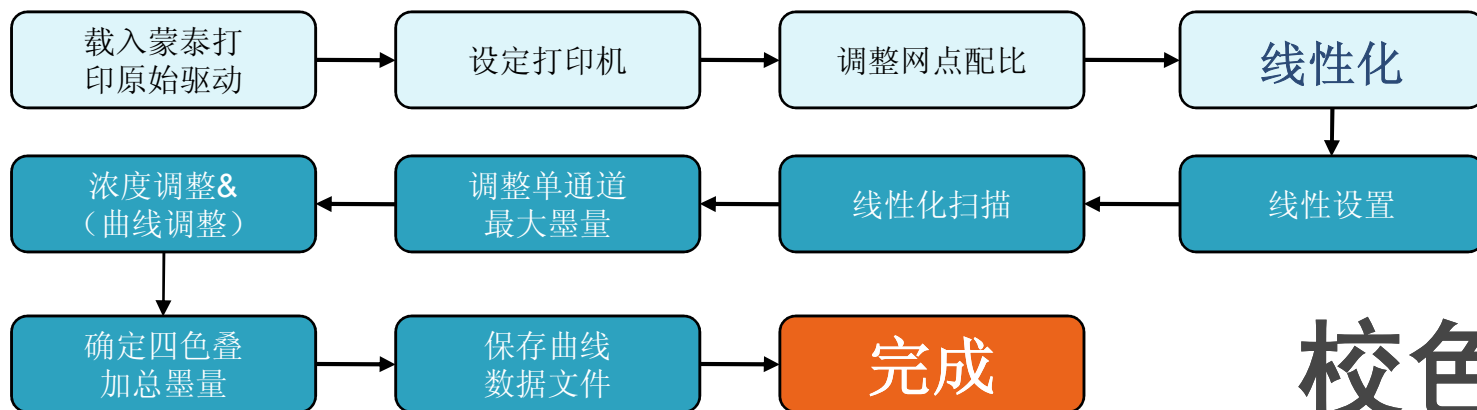 载入蒙泰打
印原始驱动
设定打印机
调整网点配比
线性化
浓度调整&
（曲线调整）
调整单通道
最大墨量
线性化扫描
线性设置
确定四色叠
加总墨量
保存曲线
数据文件
完成
校色